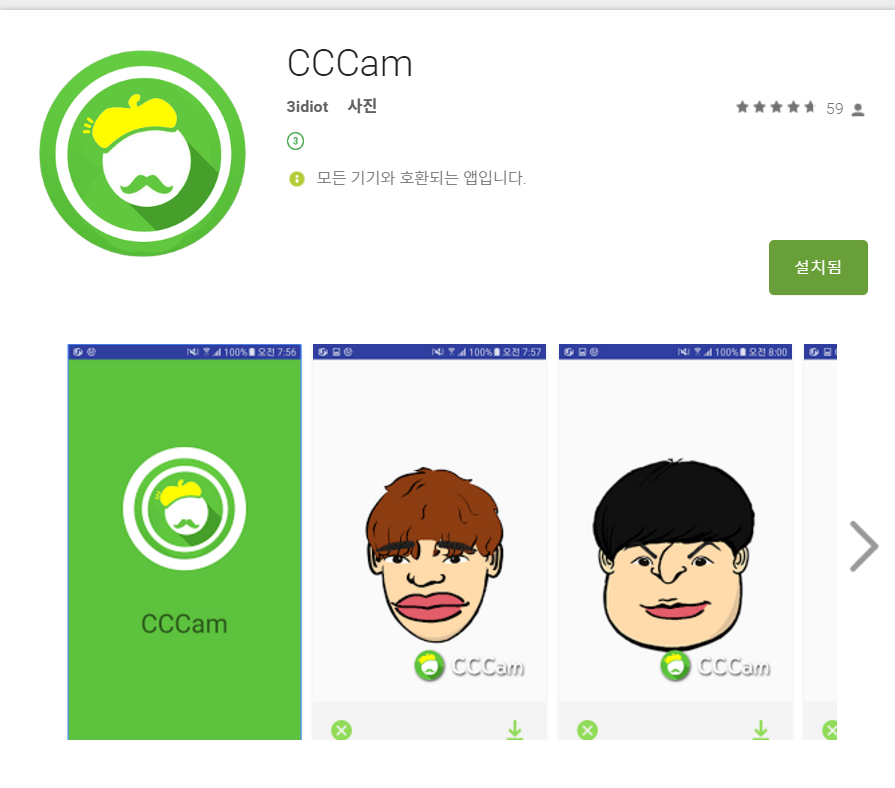 CCCam
3idiot 사진
59
3
모든 기기와 호환되는 앱입니다.
설치됨
100% 오전 7:56
100% 오전 7:57
100% 오전 8:00
CCCam
CCCam
CCCam